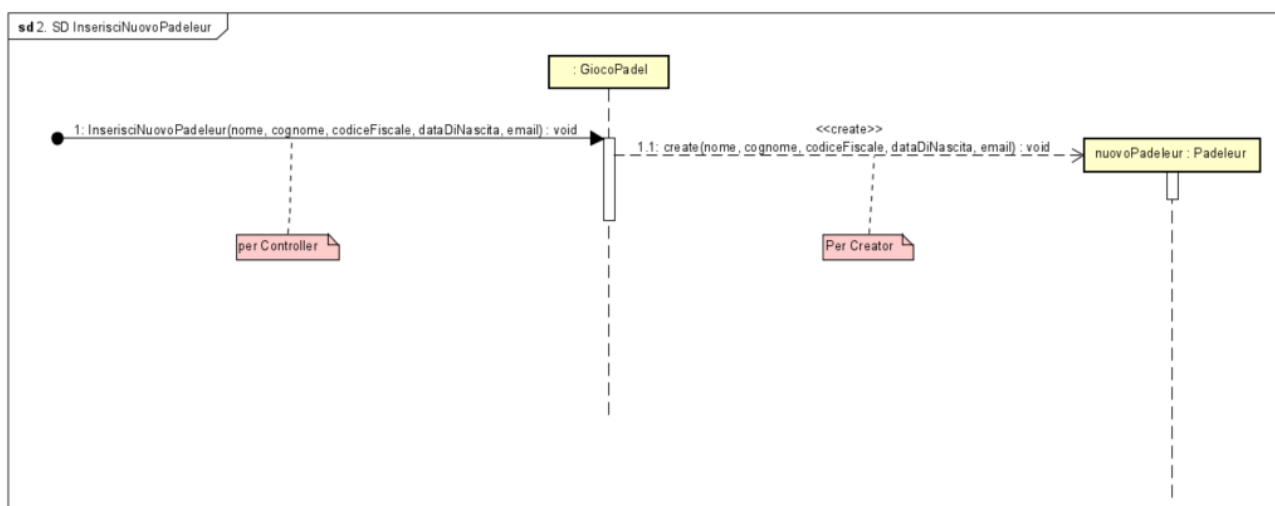 sd 2. SD InserisciNuovoPadeleur
: GiocoPadel
1: InserisciNuovoPadeleur(nome, cognome, codiceFiscale, dataDiNascita, email) : void
<<create>>
1.1: create(nome, cognome, codiceFiscale, dataDiNascita, email) : void
nuovoPadeleur : Padeleur
per Controller
Per Creator